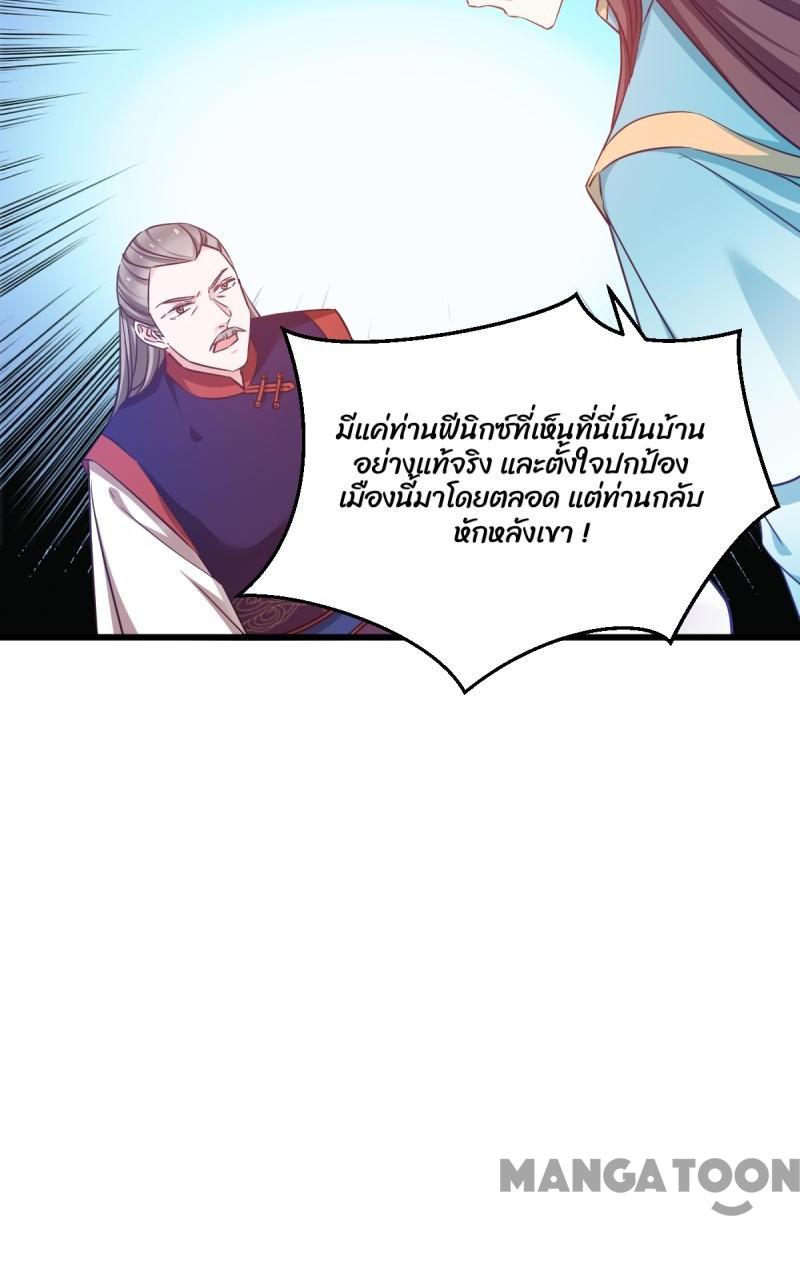 มีแค่ท่านฟีนิกซ์ที่เห็นที่นี่เป็นบ้าน
อย่างแท้จริง และตั้งใจปกป้อง
เมืองนี้มาโดยตลอด แต่ท่านกลับ
หักหลังเขา !
MANGATOON